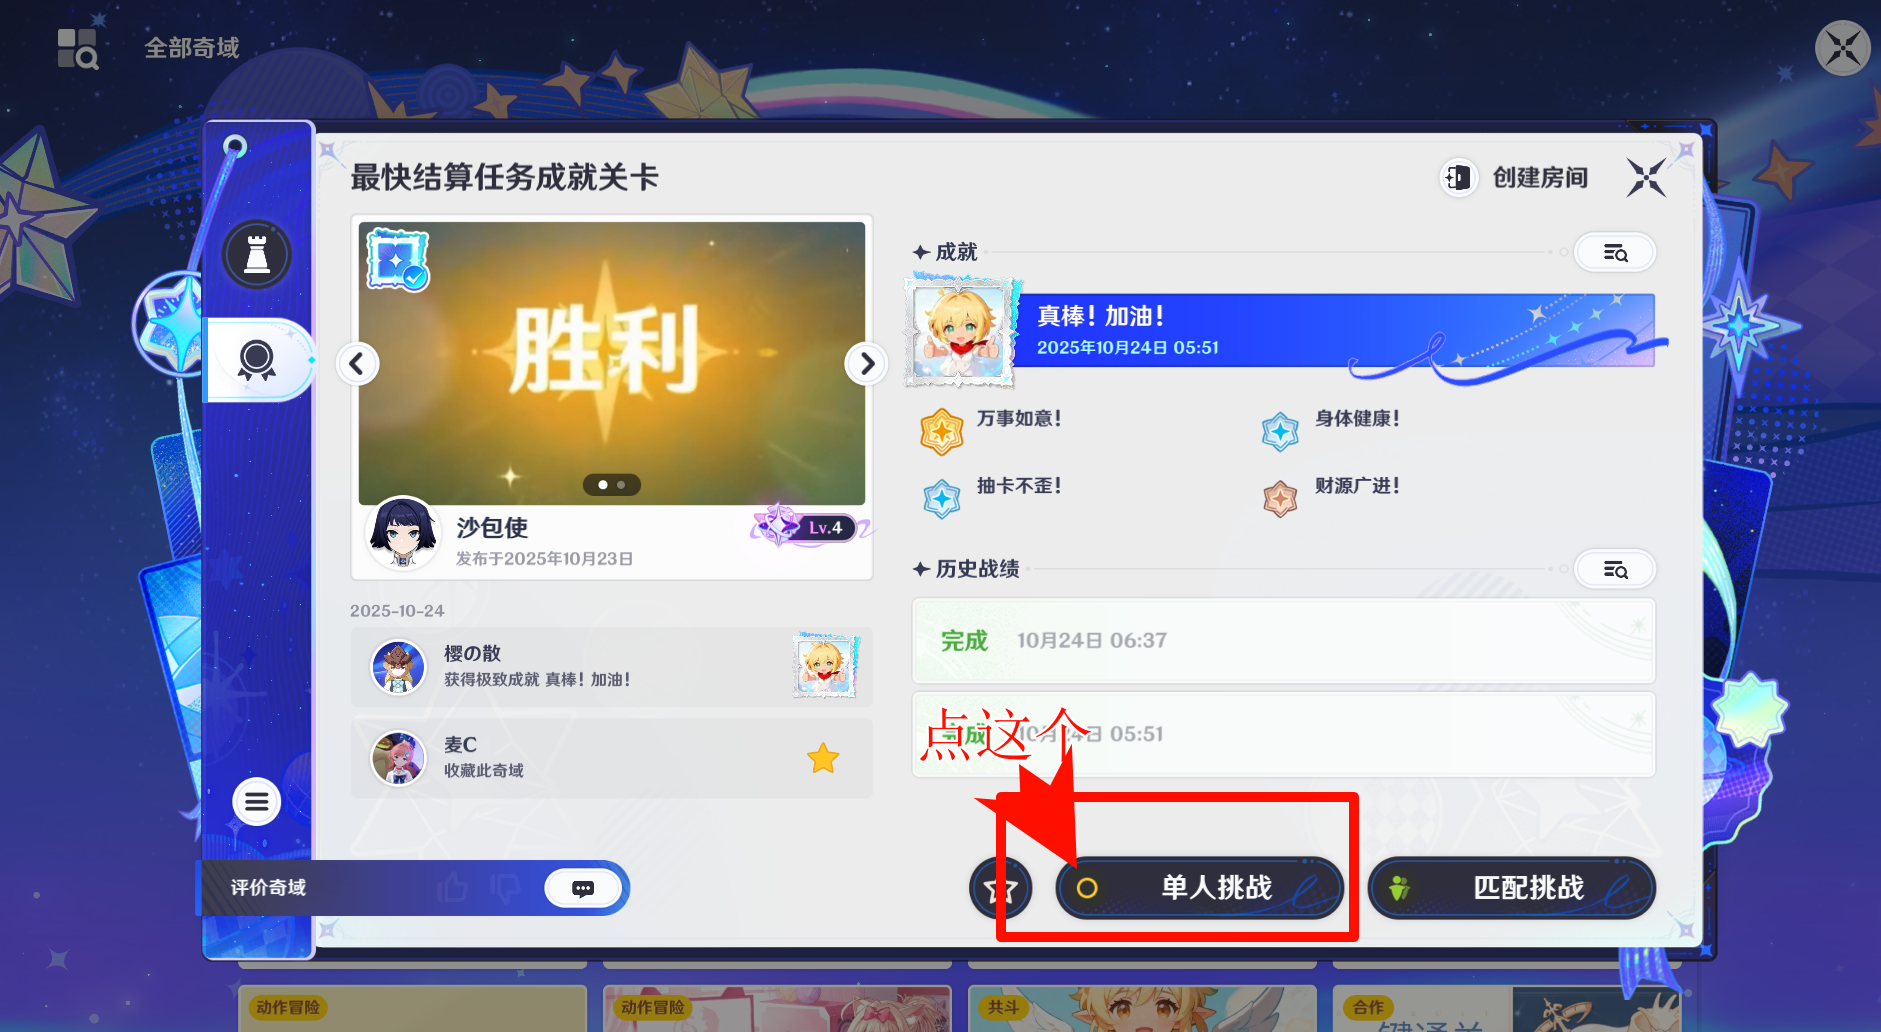 全部奇域
最快结算任务成就关卡
创建房间
胜利
沙包使
Lv.4
发布于2025年10月23日
2025-10-24
樱の散
获得极致成就 真棒！加油！
麦C
收藏此奇域
评价奇域
成就
真棒！加油！
2025年10月24日 05:51
万事如意！
身体健康！
抽卡不歪！
财源广进！
历史战绩
完成 10月24日 06:37
完成 10月24日 05:51
点这个
单人挑战
匹配挑战
动作冒险
动作冒险
共斗
合作